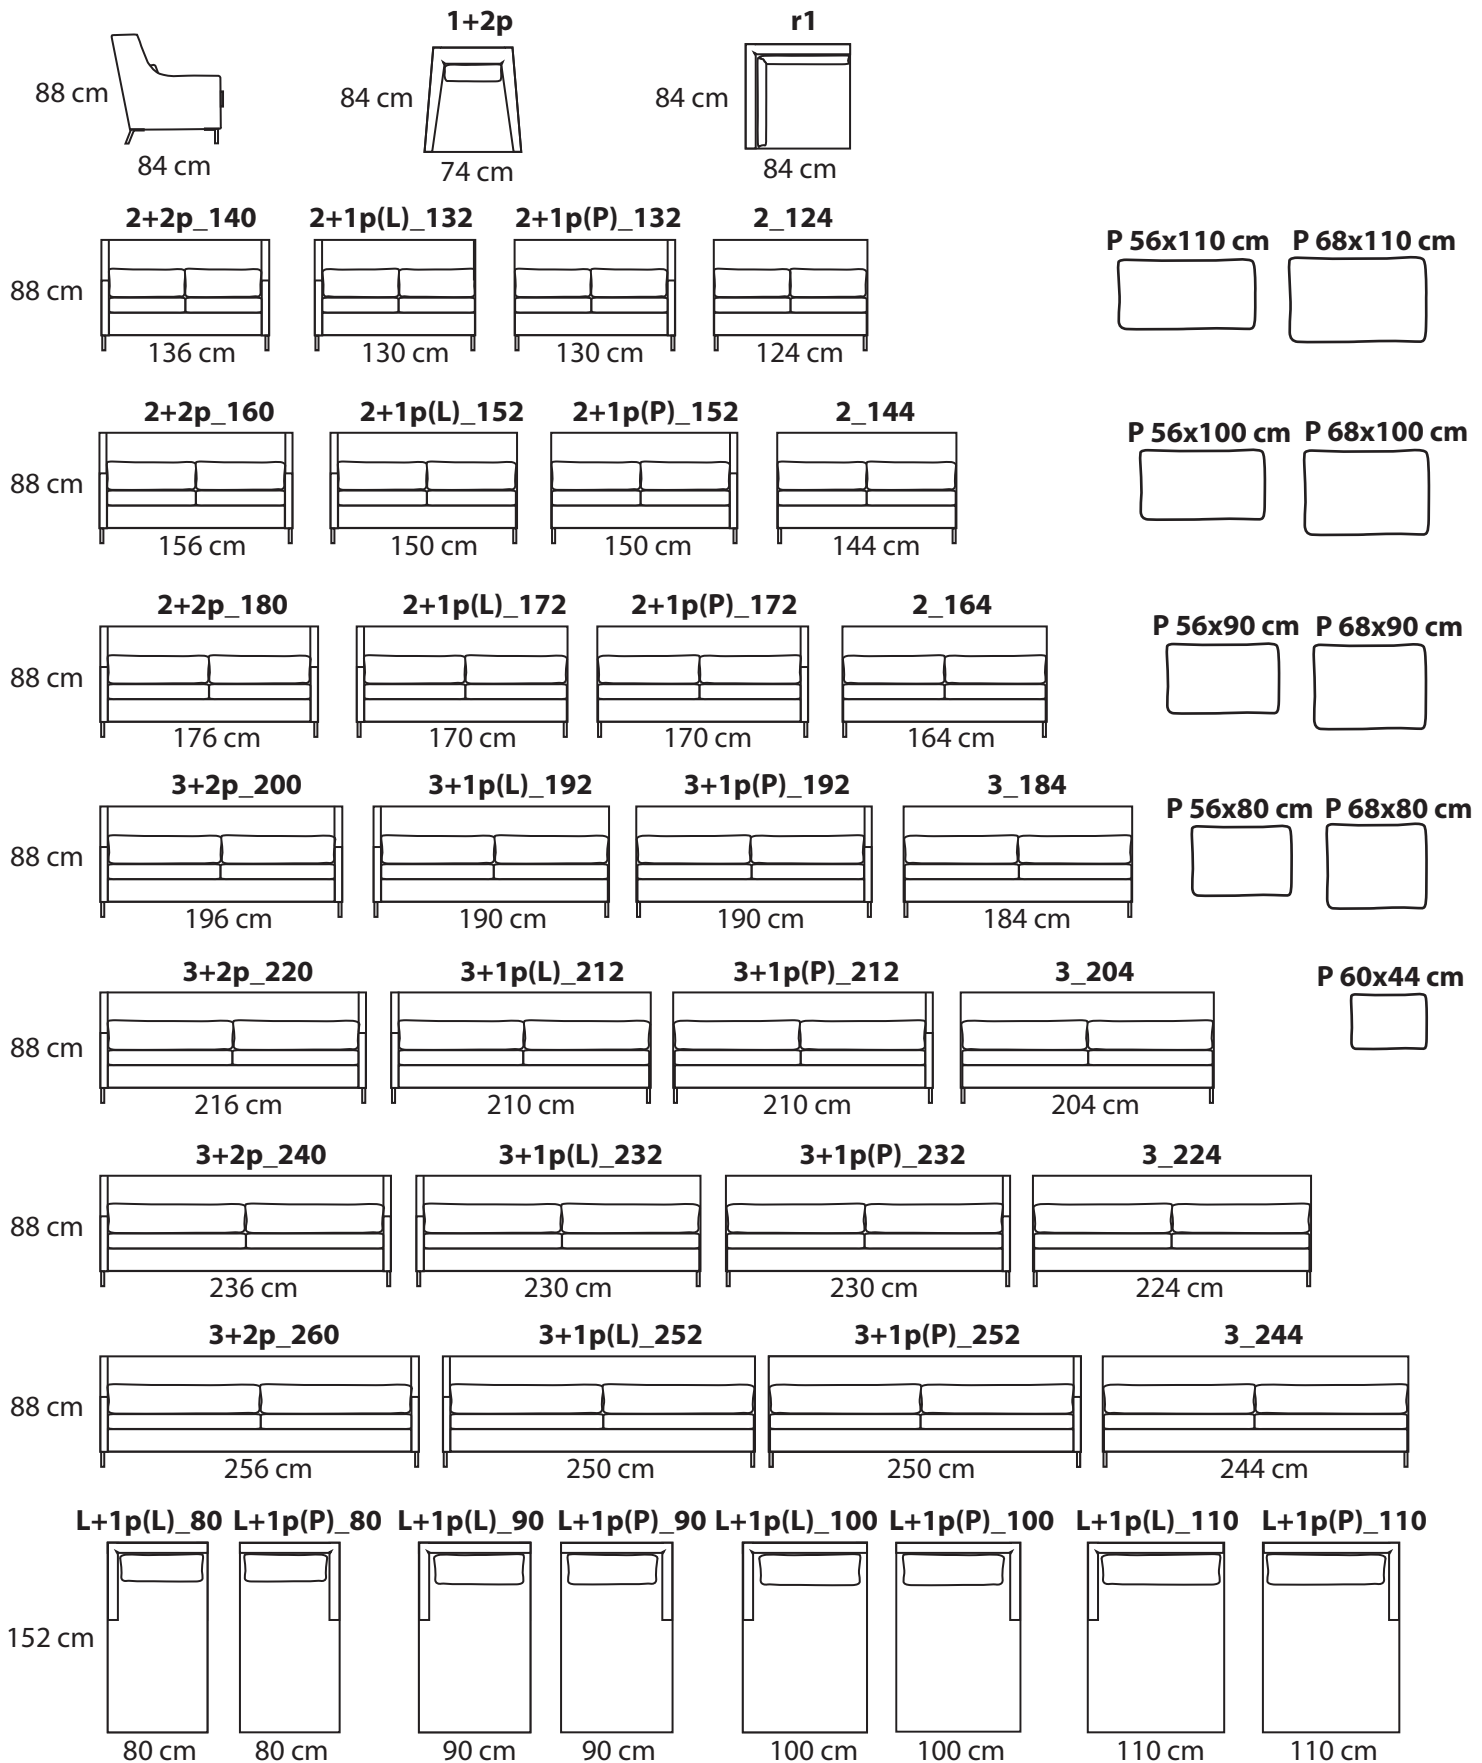 1+2p r1
88 cm 84 cm 84 cm
84 cm 74 cm 84 cm
2+2p_140 2+1p(L)_132 2+1p(P)_132 2_124
P 56x110 cm P 68x110 cm
88 cm
136 cm 130 cm 130 cm 124 cm
2+2p_160 2+1p(L)_152 2+1p(P)_152 2_144
P 56x100 cm P 68x100 cm
88 cm
156 cm 150 cm 150 cm 144 cm
2+2p_180 2+1p(L)_172 2+1p(P)_172 2_164
P 56x90 cm P 68x90 cm
88 cm
176 cm 170 cm 170 cm 164 cm
3+2p_200 3+1p(L)_192 3+1p(P)_192 3_184
P 56x80 cm P 68x80 cm
88 cm
196 cm 190 cm 190 cm 184 cm
3+2p_220 3+1p(L)_212 3+1p(P)_212 3_204
P 60x44 cm
88 cm
216 cm 210 cm 210 cm 204 cm
3+2p_240 3+1p(L)_232 3+1p(P)_232 3_224
88 cm
236 cm 230 cm 230 cm 224 cm
3+2p_260 3+1p(L)_252 3+1p(P)_252 3_244
88 cm
256 cm 250 cm 250 cm 244 cm
L+1p(L)_80 L+1p(P)_80 L+1p(L)_90 L+1p(P)_90 L+1p(L)_100 L+1p(P)_100 L+1p(L)_110 L+1p(P)_110
152 cm
80 cm 80 cm 90 cm 90 cm 100 cm 100 cm 110 cm 110 cm